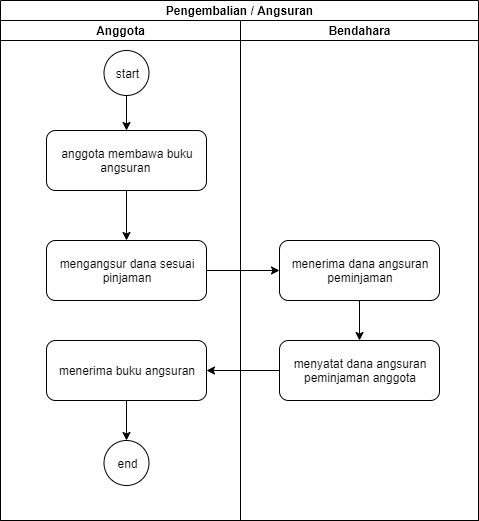 Pengembalian / Angsuran
Anggota
Bendahara
start
anggota membawa buku
angsuran
mengangsur dana sesuai
pinjaman
menerima dana angsuran
peminjaman
menyatat dana angsuran
peminjaman anggota
menerima buku angsuran
end